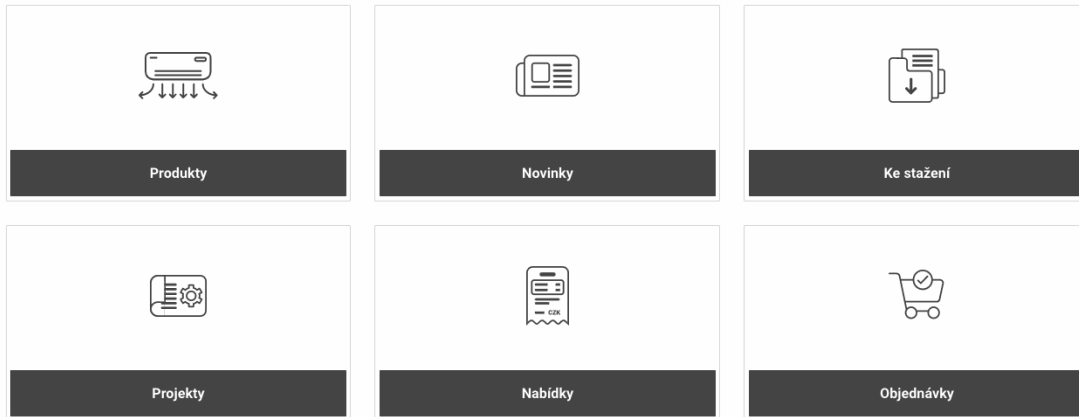 Produkty
Novinky
Ke stažení
CZK
Projekty
Nabídky
Objednávky